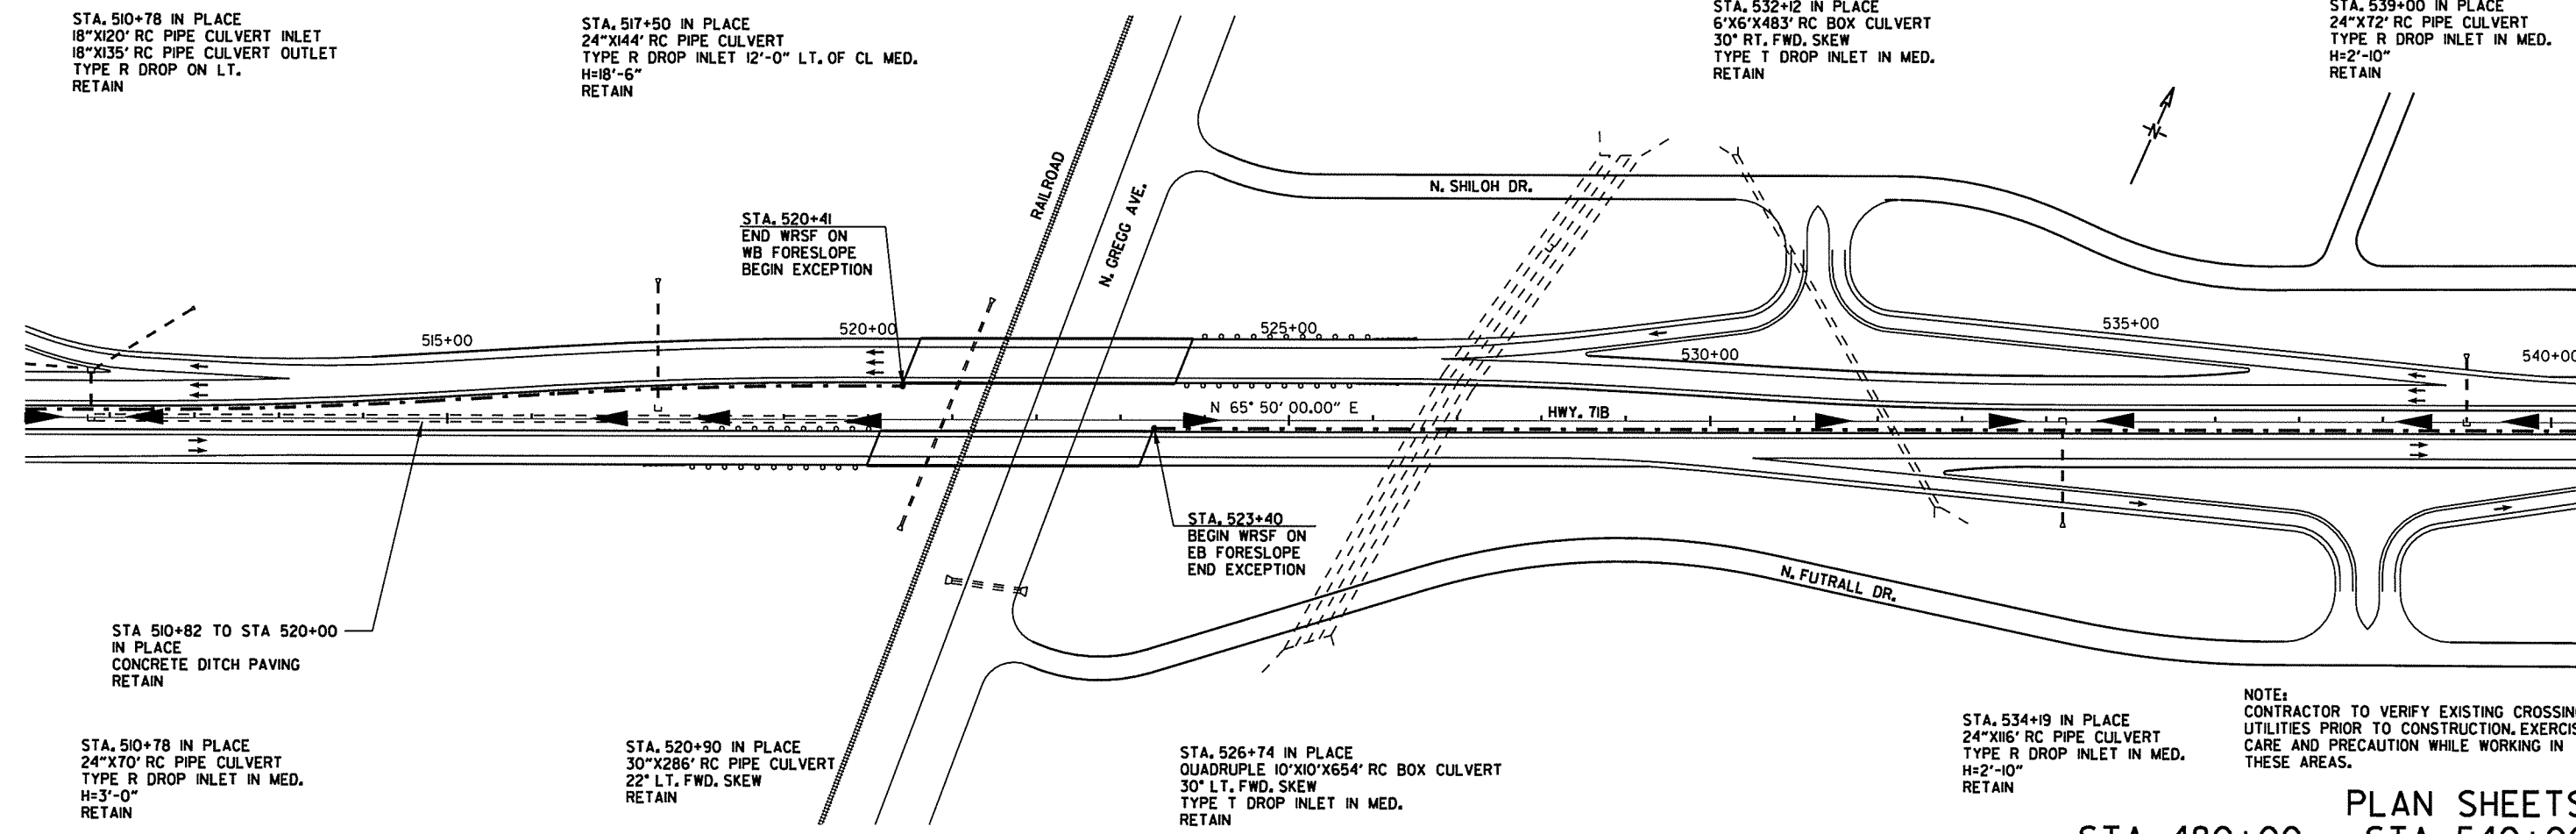 STA. 510+78 IN PLACE
18"X120' RC PIPE CULVERT INLET
18"X135' RC PIPE CULVERT OUTLET
TYPE R DROP ON LT.
RETAIN
STA. 517+50 IN PLACE
24"X144' RC PIPE CULVERT
TYPE R DROP INLET 12'-0" LT. OF CL MED.
H=18'-6"
RETAIN
STA. 532+12 IN PLACE
6'X6'X483' RC BOX CULVERT
30° RT. FWD. SKEW
TYPE T DROP INLET IN MED.
RETAIN
STA. 539+00 IN PLACE
24"X72' RC PIPE CULVERT
TYPE R DROP INLET IN MED.
H=2'-10"
RETAIN
N
RAILROAD
N. GREGG AVE.
N. SHILOH DR.
STA. 520+41
END WRSF ON
WB FORESLOPE
BEGIN EXCEPTION
515+00
520+00
525+00
530+00
535+00
540+00
N 65° 50' 00.00" E
HWY. 71B
STA. 523+40
BEGIN WRSF ON
EB FORESLOPE
END EXCEPTION
N. FUTRALL DR.
STA 510+82 TO STA 520+00
IN PLACE
CONCRETE DITCH PAVING
RETAIN
STA. 510+78 IN PLACE
24"X70' RC PIPE CULVERT
TYPE R DROP INLET IN MED.
H=3'-0"
RETAIN
STA. 520+90 IN PLACE
30"X286' RC PIPE CULVERT
22° LT. FWD. SKEW
RETAIN
STA. 526+74 IN PLACE
QUADRUPLE 10'X10'X654' RC BOX CULVERT
30° LT. FWD. SKEW
TYPE T DROP INLET IN MED.
RETAIN
STA. 534+19 IN PLACE
24"X116' RC PIPE CULVERT
TYPE R DROP INLET IN MED.
H=2'-10"
RETAIN
NOTE:
CONTRACTOR TO VERIFY EXISTING CROSSIN
UTILITIES PRIOR TO CONSTRUCTION. EXERCIS
CARE AND PRECAUTION WHILE WORKING IN
THESE AREAS.
PLAN SHEETS
STA. 480+00 STA. 540+00